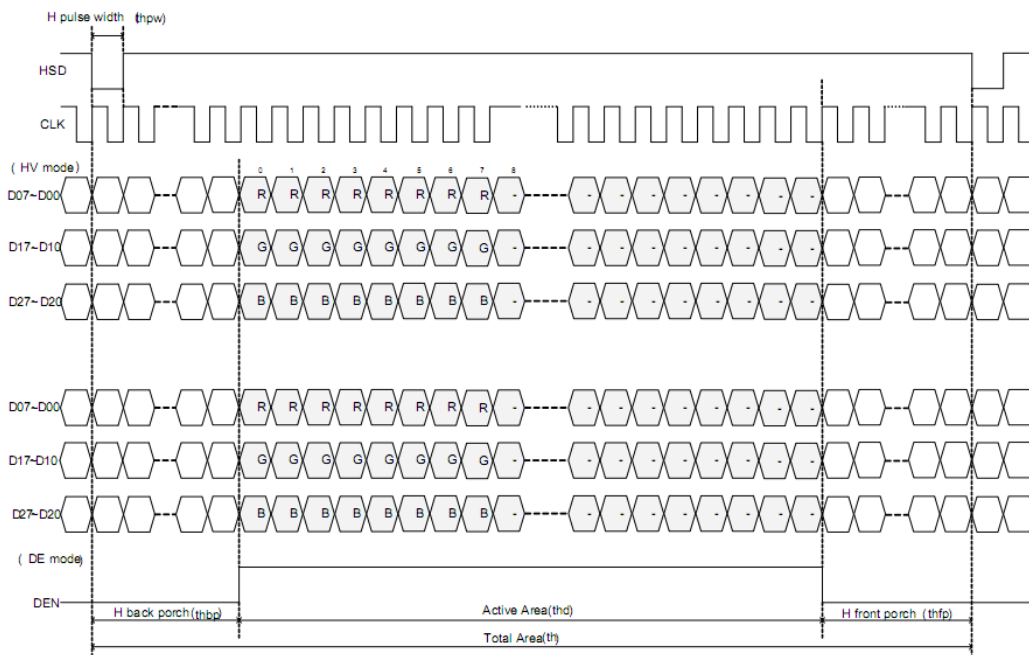 H pulse width (thpw)
HSD
CLK
( HV mode)
0 1 2 3 4 5 6 7 8
D07~D00 R R R R R R R R - - - - - - - - - -
D17~D10 G G G G G G G G - - - - - - - - - -
D27~D20 B B B B B B B B - - - - - - - - - -
D07~D00 R R R R R R R R - - - - - - - - - -
D17~D10 G G G G G G G G - - - - - - - - - -
D27~D20 B B B B B B B B - - - - - - - - - -
( DE mode)
DEN
H back porch (thbp) Active Area(thd) H front porch (thfp)
Total Area(th)